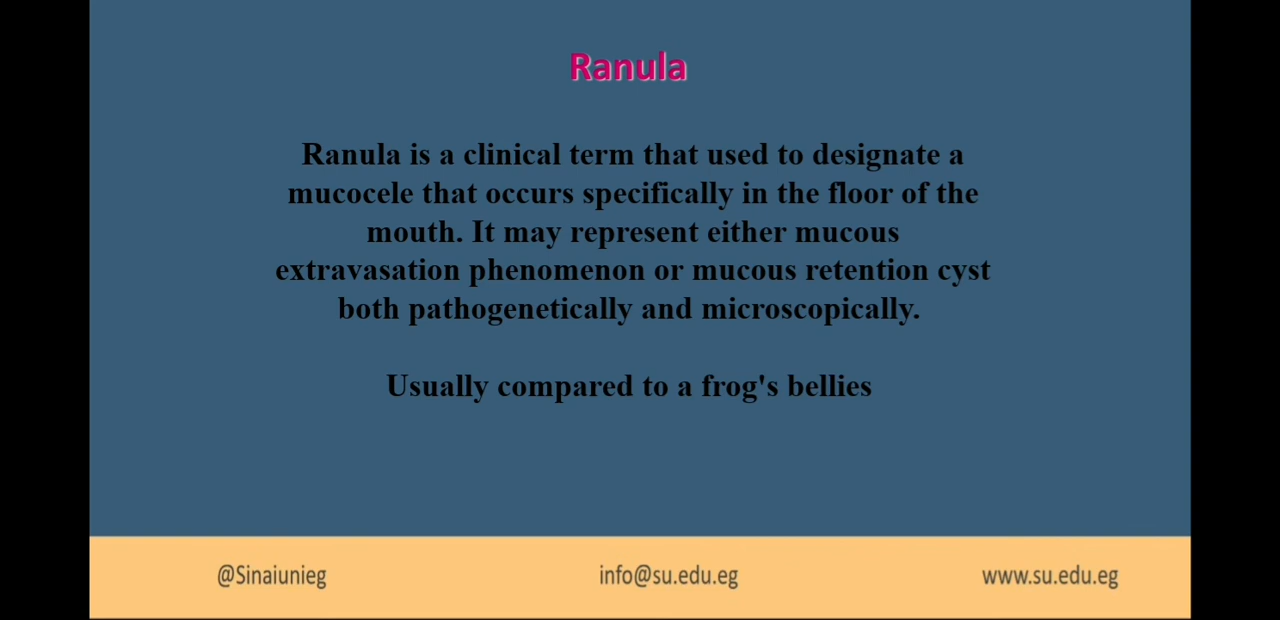 Ranula
Ranula is a clinical term that used to designate a
mucocele that occurs specifically in the floor of the
mouth. It may represent either mucous
extravasation phenomenon or mucous retention cyst
both pathogenetically and microscopically.
Usually compared to a frog's bellies
@Sinaiunieg
info@su.edu.eg
www.su.edu.eg